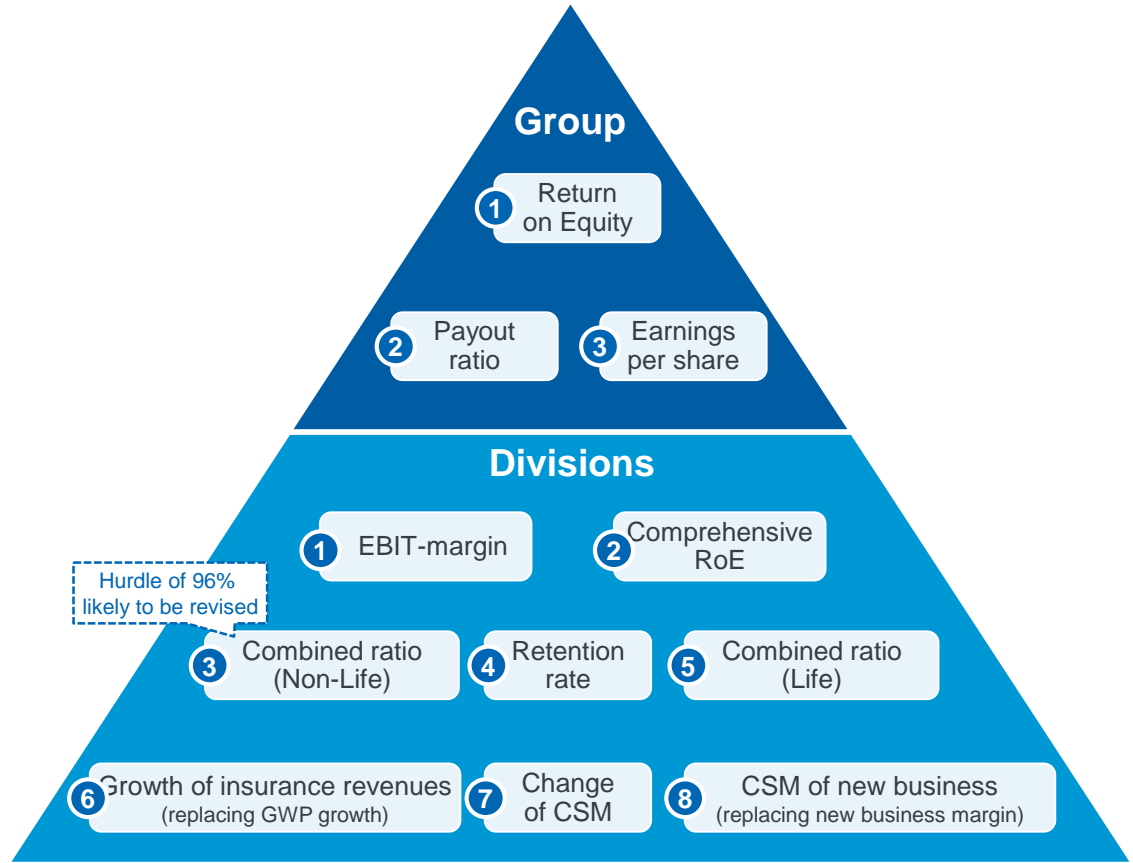 Group
1
Return
on Equity
2
Payout
ratio
3
Earnings
per share
Divisions
1
EBIT-margin
2
Comprehensive
RoE
Hurdle of 96%
likely to be revised
3
Combined ratio
(Non-Life)
4
Retention
rate
5
Combined ratio
(Life)
6
Growth of insurance revenues
(replacing GWP growth)
7
Change
of CSM
8
CSM of new business
(replacing new business margin)